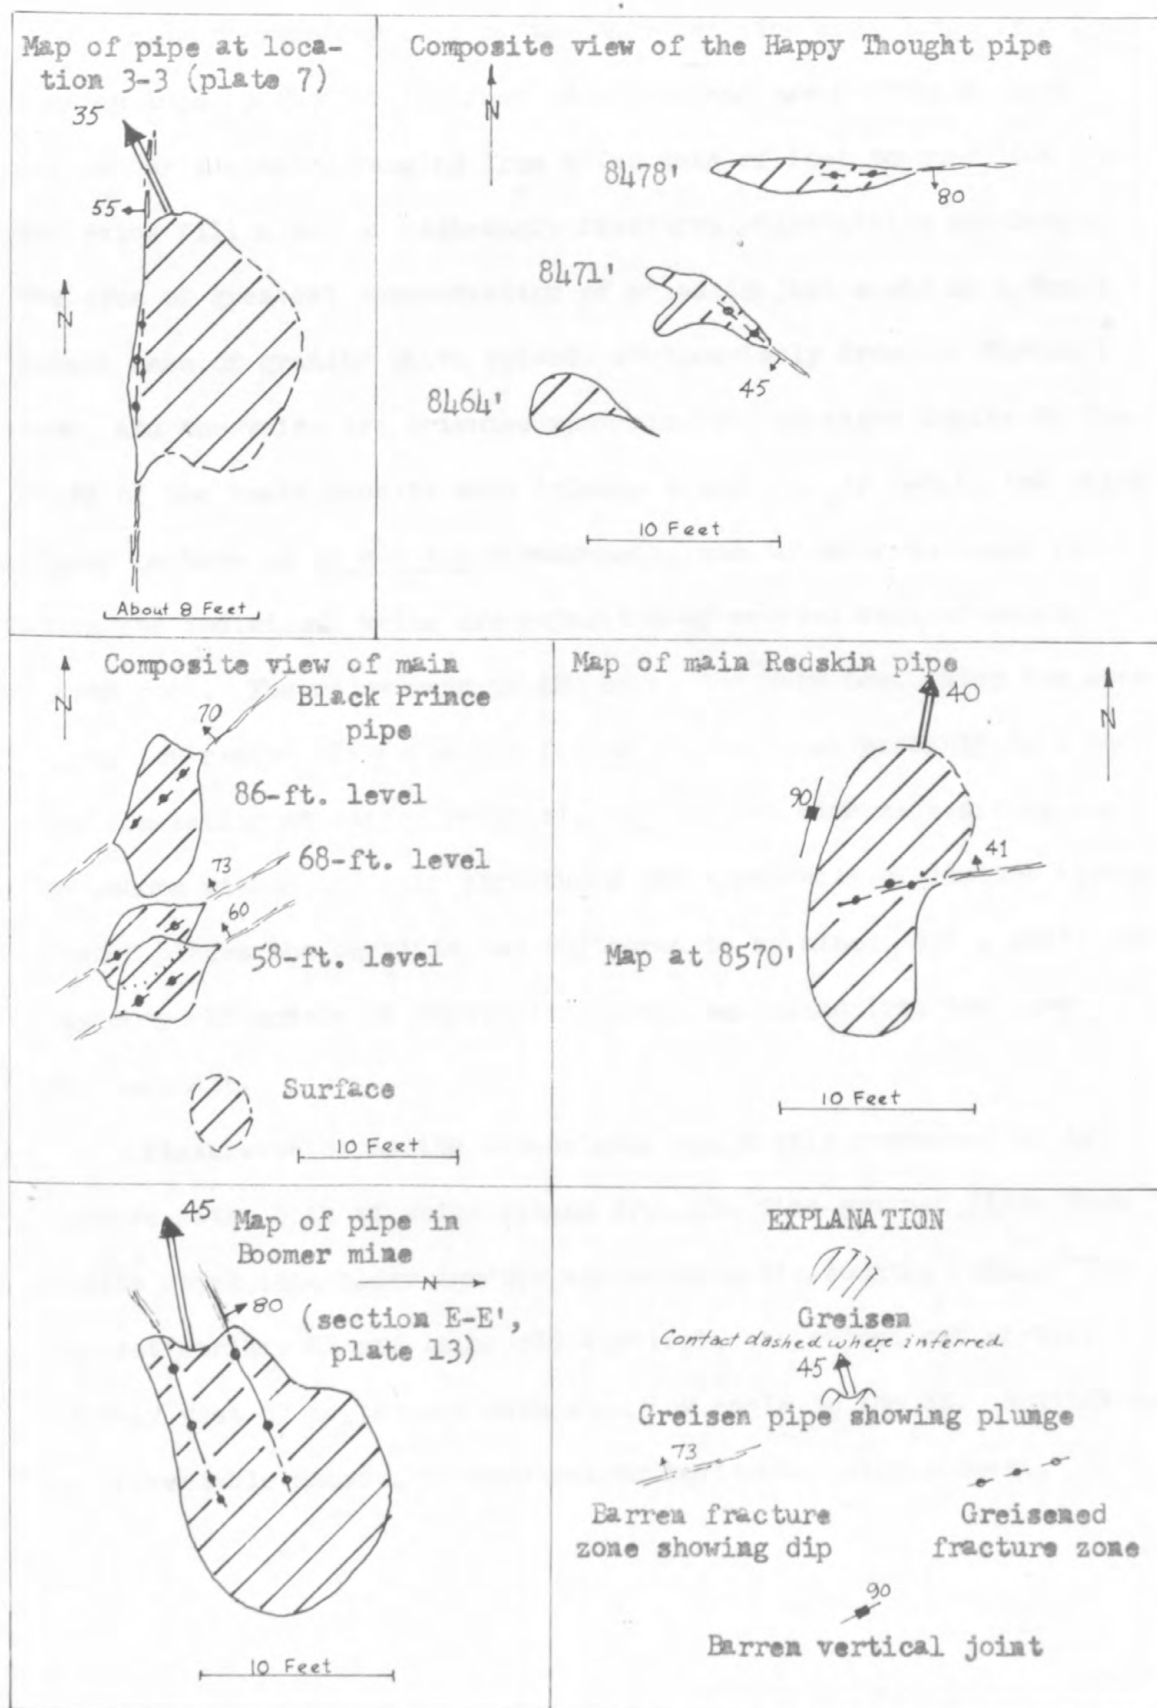 Map of pipe at loca-
tion 3-3 (plate 7)
35
55
N
About 8 Feet
Composite view of the Happy Thought pipe
N
8478'
80
8471'
45
8464'
10 Feet
N
Composite view of main
Black Prince
pipe
70
86-ft. level
73
68-ft. level
60
58-ft. level
Surface
10 Feet
Map of main Redskin pipe
40
N
90
41
Map at 8570'
10 Feet
45
Map of pipe in
Boomer mine
N
80
(section E-E',
plate 13)
10 Feet
EXPLANATION
Greisen
Contact dashed where inferred.
45
Greisen pipe showing plunge
73
Barren fracture
zone showing dip
Greisened
fracture zone
90
Barren vertical joint